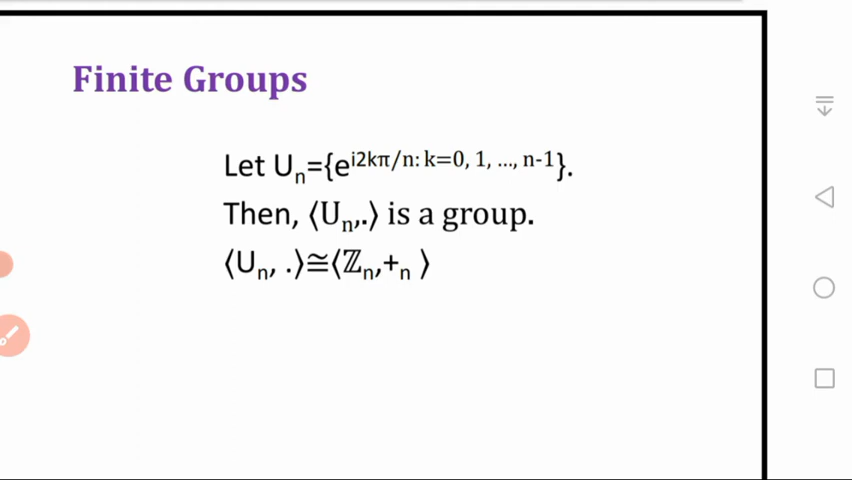 Finite Groups
Let Uₙ={e^{i2kπ/n: k=0, 1, ..., n-1}}.
Then, ⟨Uₙ,.⟩ is a group.
⟨Uₙ, .⟩≅⟨ℤₙ,+ₙ ⟩